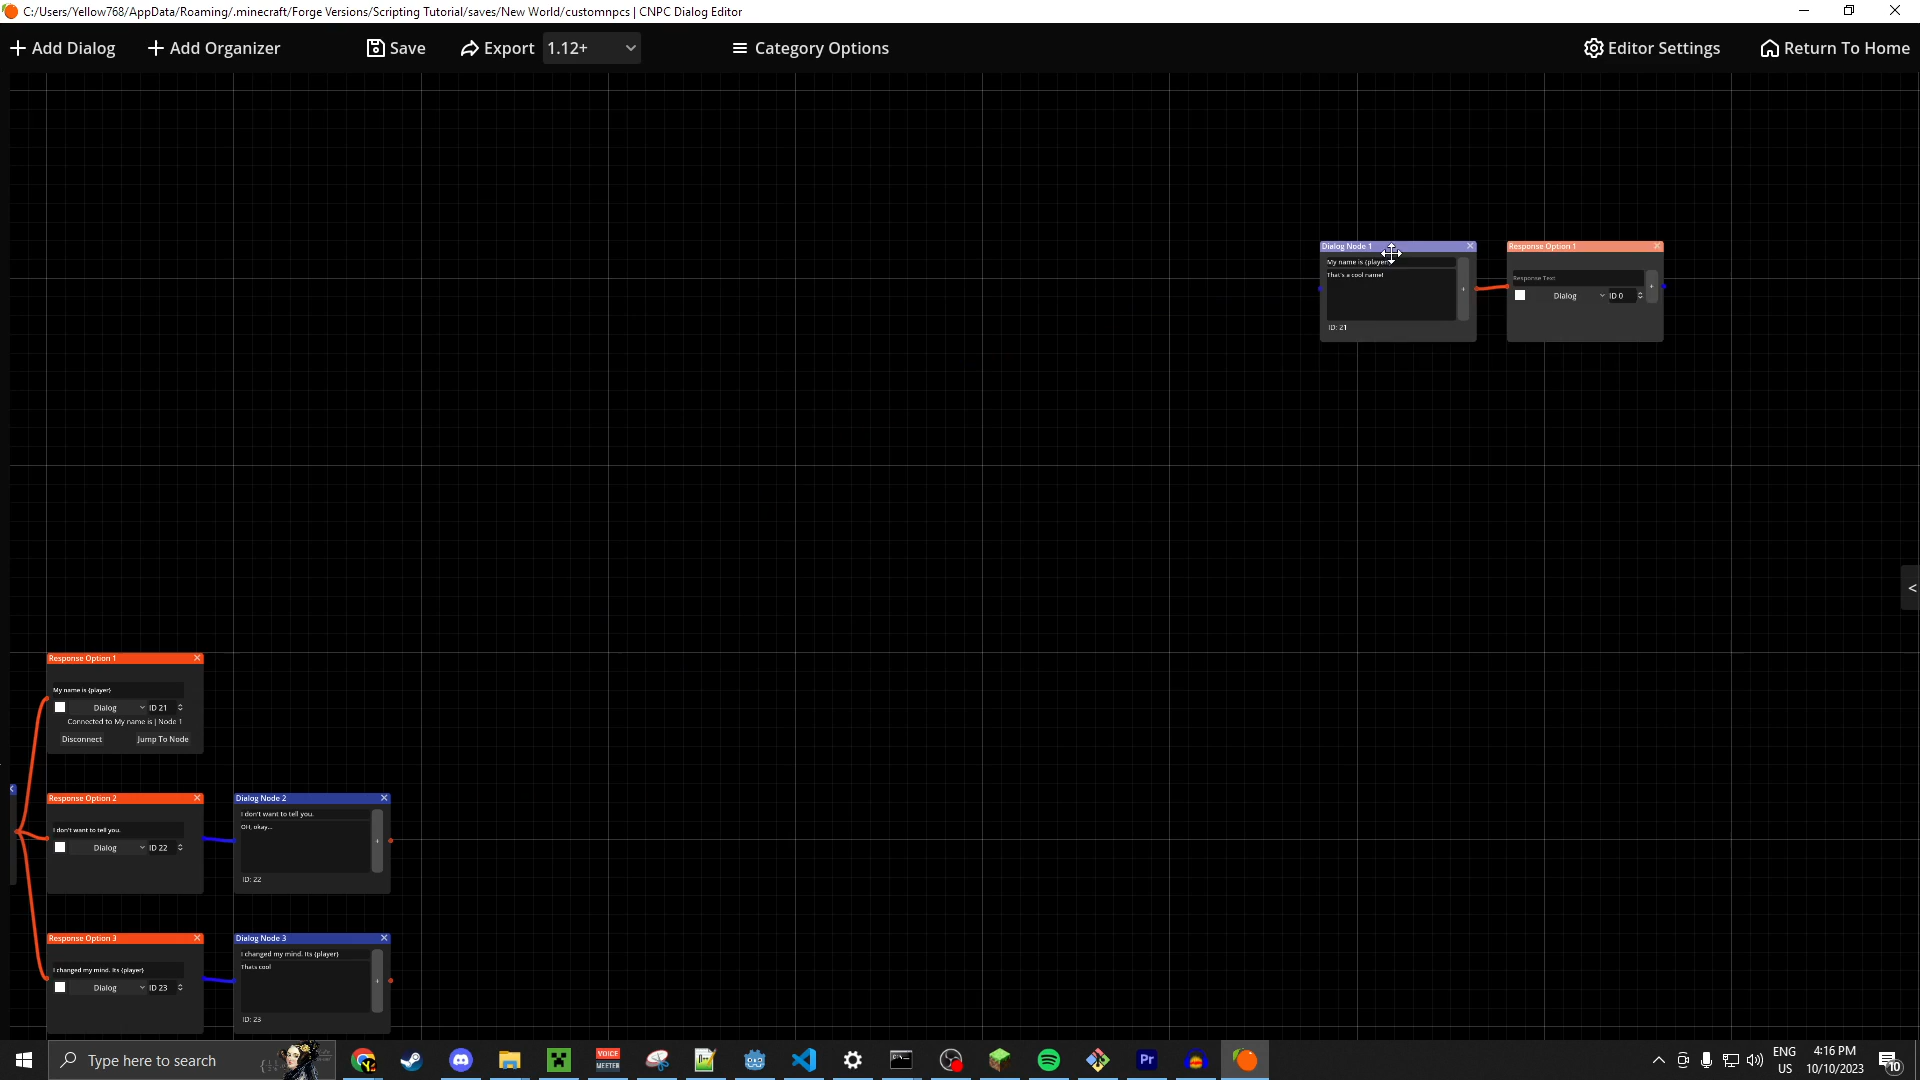 C:/Users/Yellow768/AppData/Roaming/.minecraft/Forge Versions/Scripting Tutorial/saves/New World/customnpcs | CNPC Dialog Editor
+ Add Dialog + Add Organizer Save Export 1.12+ Category Options Editor Settings Return To Home
Dialog Node 1
My name is {player
That's a cool name!
ID: 21
Response Option 1
Response Text
Dialog ID 0
<
Response Option 1
My name is {player}
Dialog ID 21
Connected to My name is | Node 1
Disconnect Jump To Node
Response Option 2
I don't want to tell you.
Dialog ID 22
Dialog Node 2
I don't want to tell you.
OH, okay...
ID: 22
Response Option 3
I changed my mind. Its {player}
Dialog ID 23
Dialog Node 3
I changed my mind. Its {player}
Thats cool
ID: 23
Type here to search
VOICE
MEETER
Pr
ENG
US
4:16 PM
10/10/2023
10